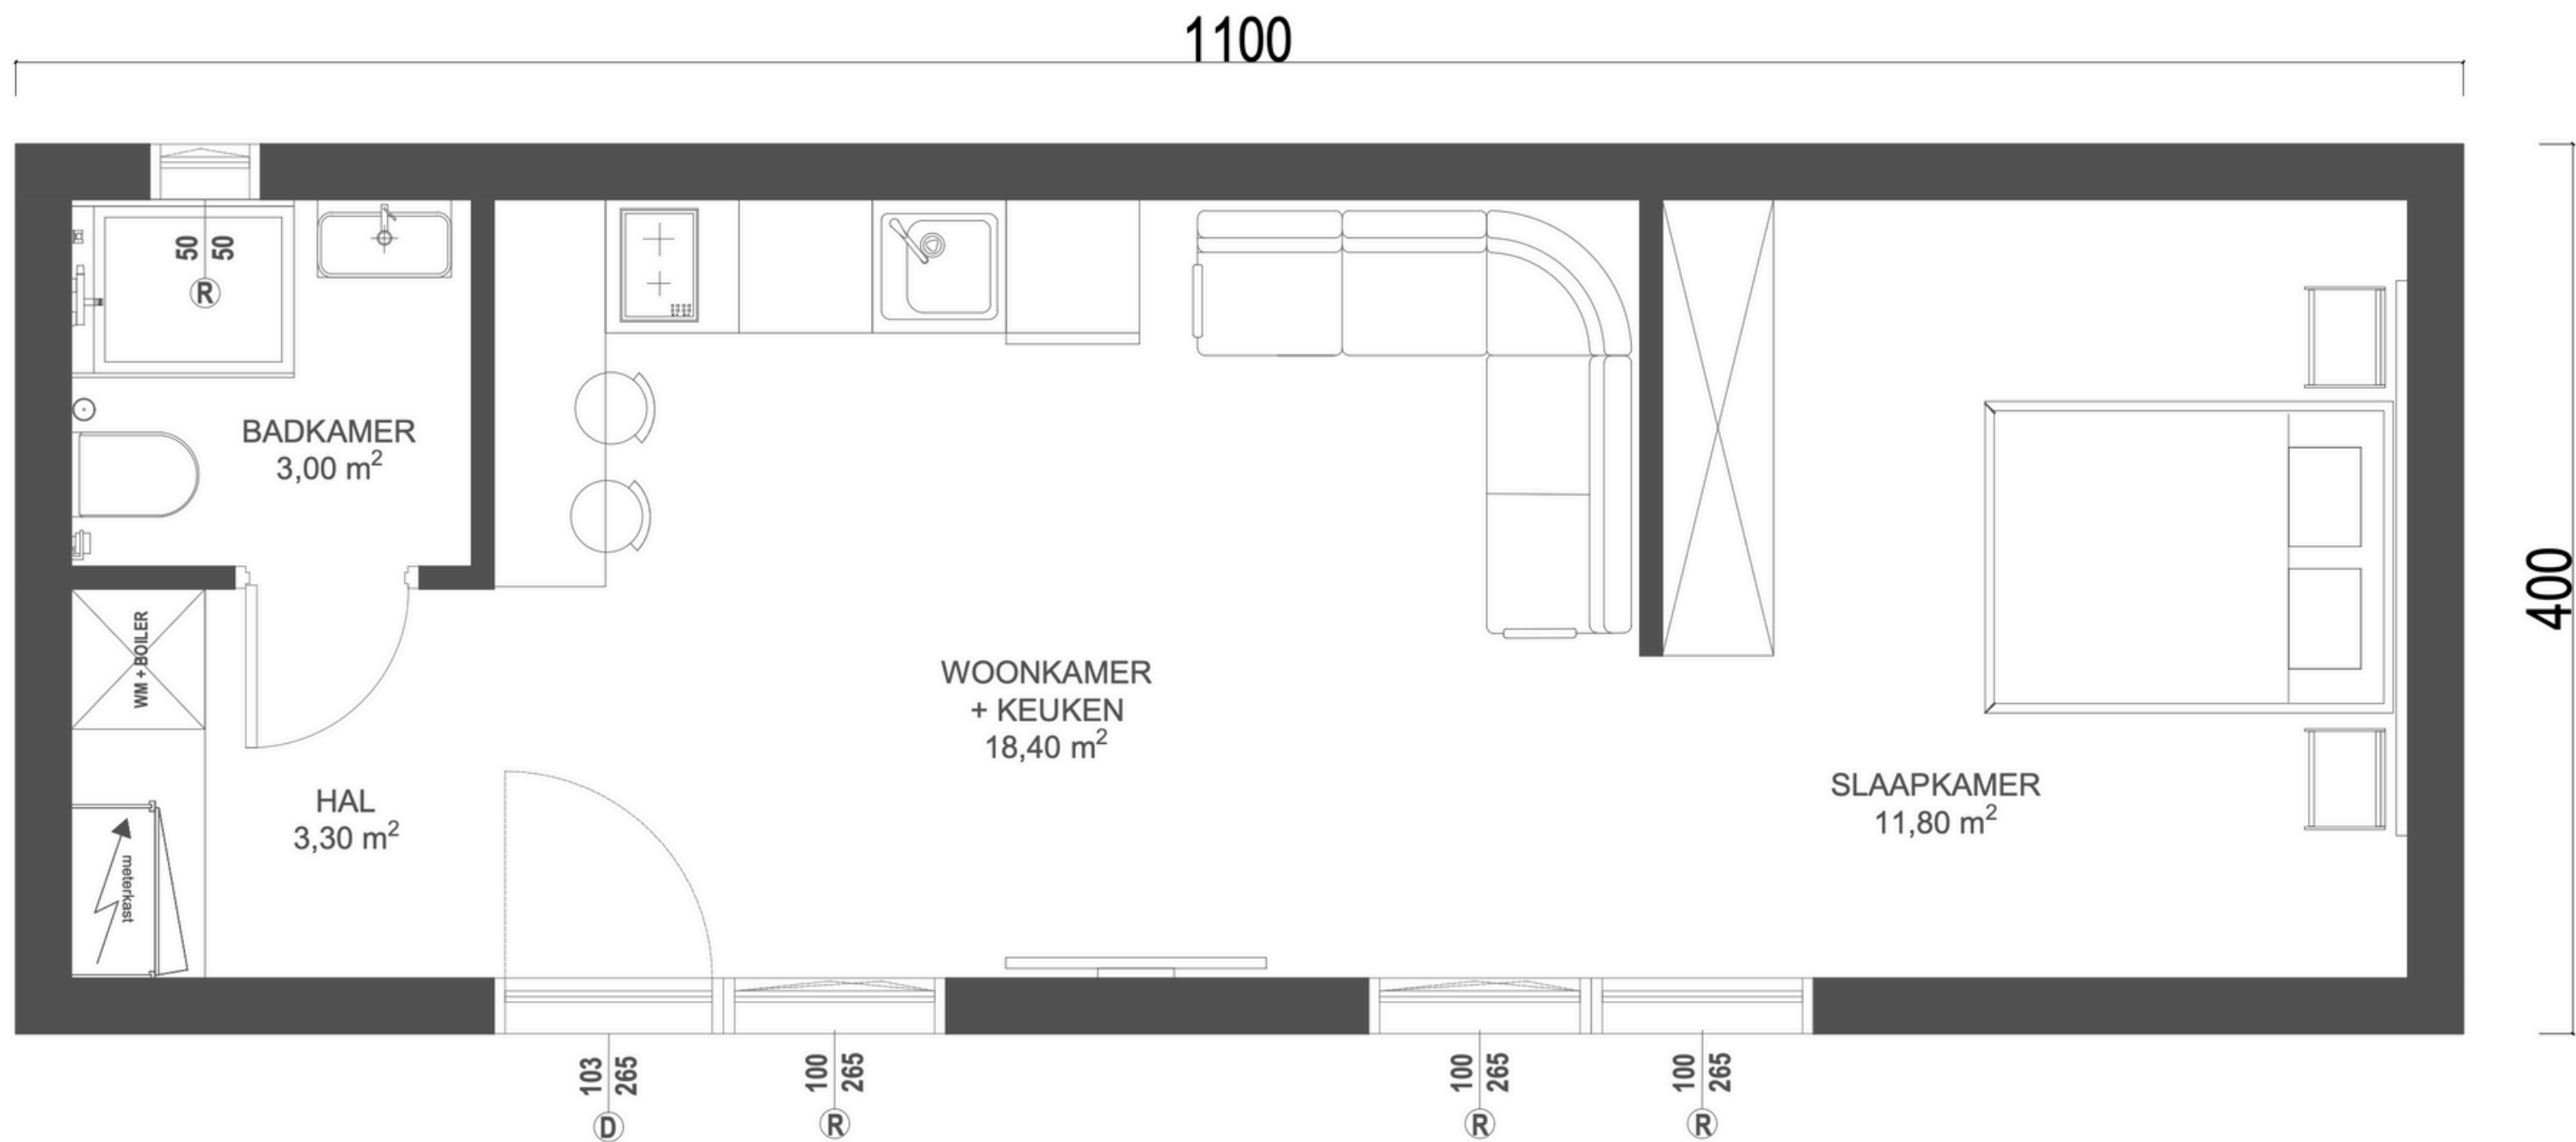 1100
50
50
R
BADKAMER
3,00 m²
WM + BOILER
HAL
3,30 m²
meterkast
WOONKAMER
+ KEUKEN
18,40 m²
SLAAPKAMER
11,80 m²
400
103
265
D
100
265
R
100
265
R
100
265
R